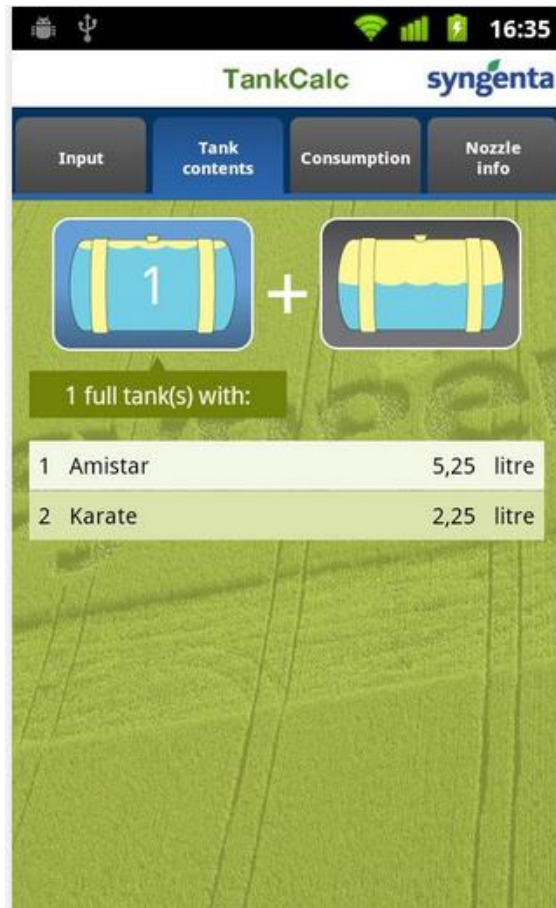 16:35
TankCalc syngenta
Input
Tank
contents
Consumption
Nozzle
info
1
+
1 full tank(s) with:
1 Amistar 5,25 litre
2 Karate 2,25 litre